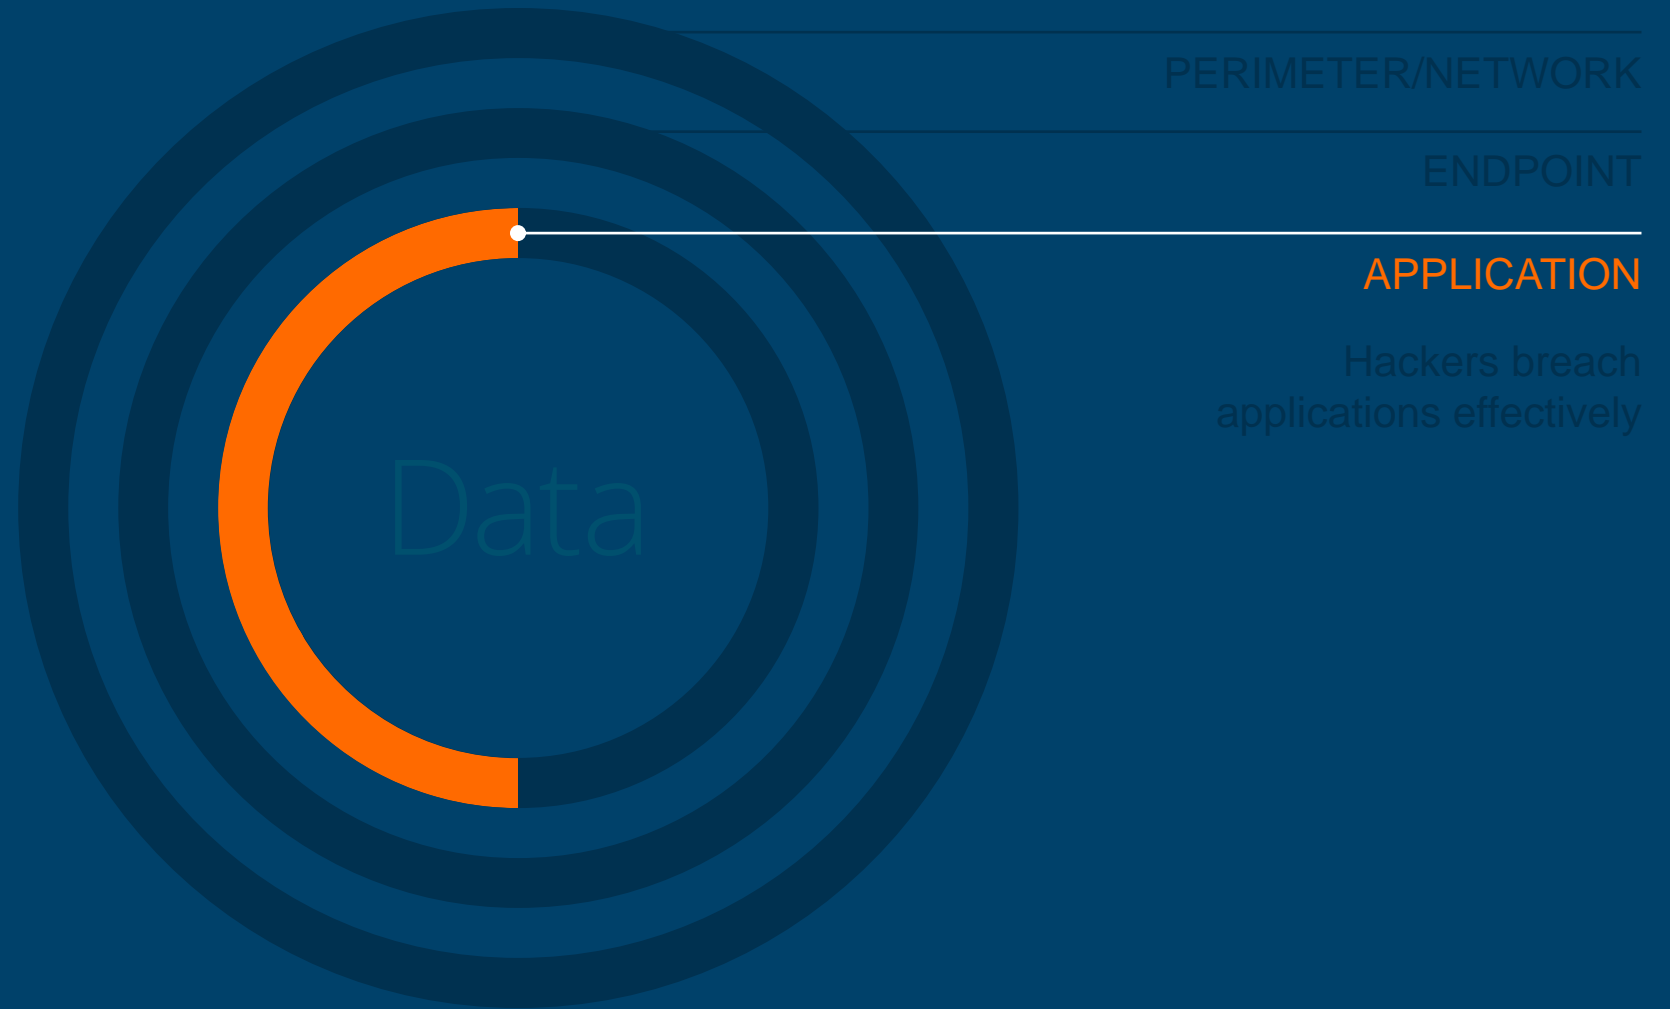 PERIMETER/NETWORK
ENDPOINT
APPLICATION
Hackers breach
applications effectively
Data